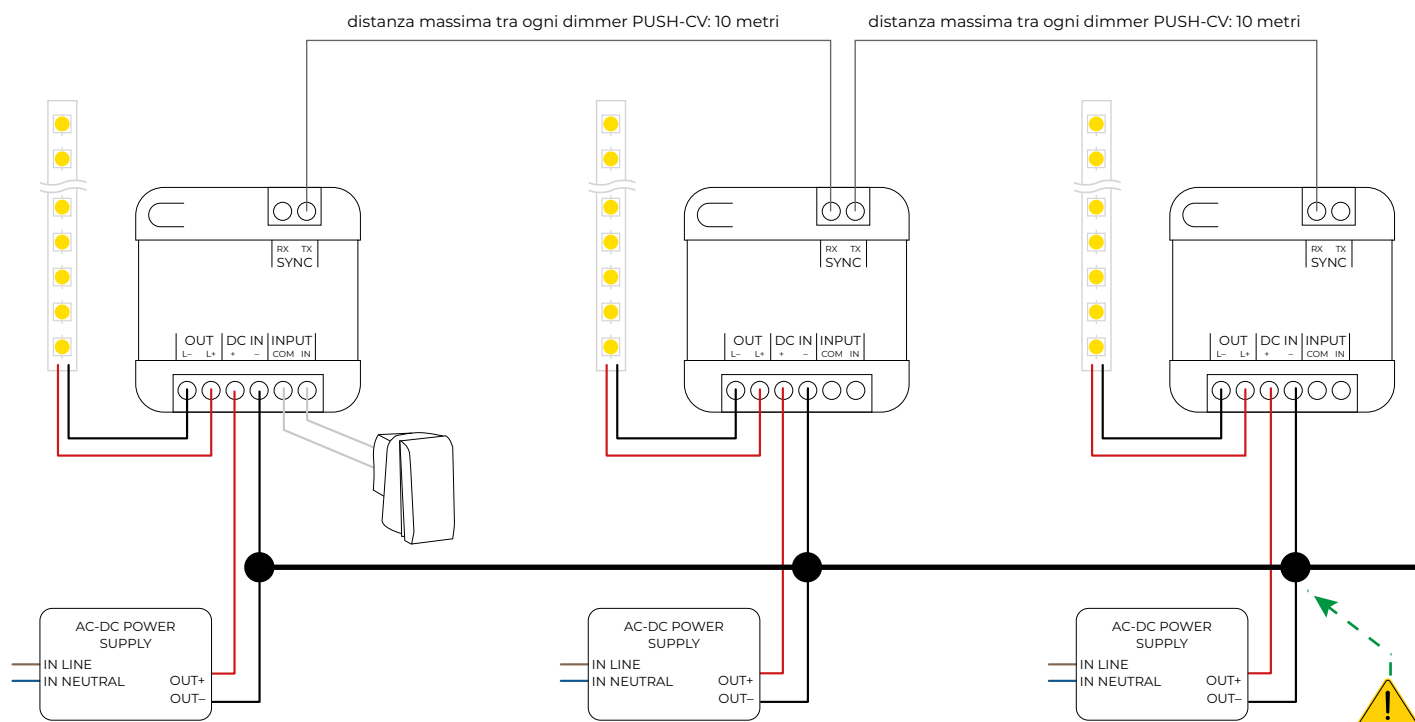 distanza massima tra ogni dimmer PUSH-CV: 10 metri
distanza massima tra ogni dimmer PUSH-CV: 10 metri
RX TX
SYNC
OUT DC IN INPUT
L– L+ + – COM IN
RX TX
SYNC
OUT DC IN INPUT
L– L+ + – COM IN
RX TX
SYNC
OUT DC IN INPUT
L– L+ + – COM IN
AC-DC POWER
SUPPLY
IN LINE
IN NEUTRAL
OUT+
OUT–
AC-DC POWER
SUPPLY
IN LINE
IN NEUTRAL
OUT+
OUT–
AC-DC POWER
SUPPLY
IN LINE
IN NEUTRAL
OUT+
OUT–
!